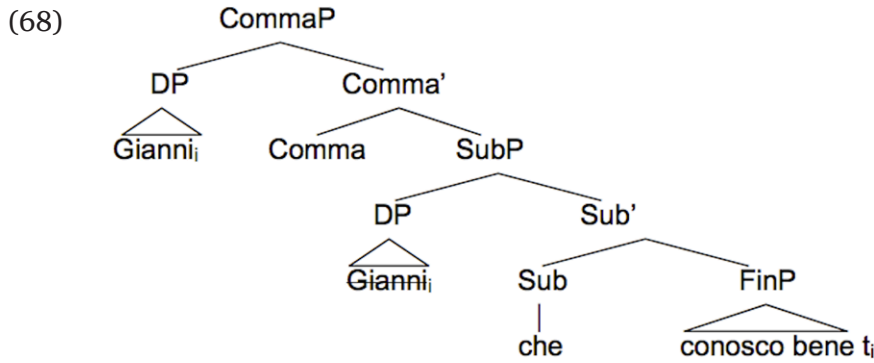 (68) CommaP
DP Comma’
Gianniᵢ Comma SubP
DP Sub’
Gianniᵢ Sub FinP
che conosco bene tᵢ